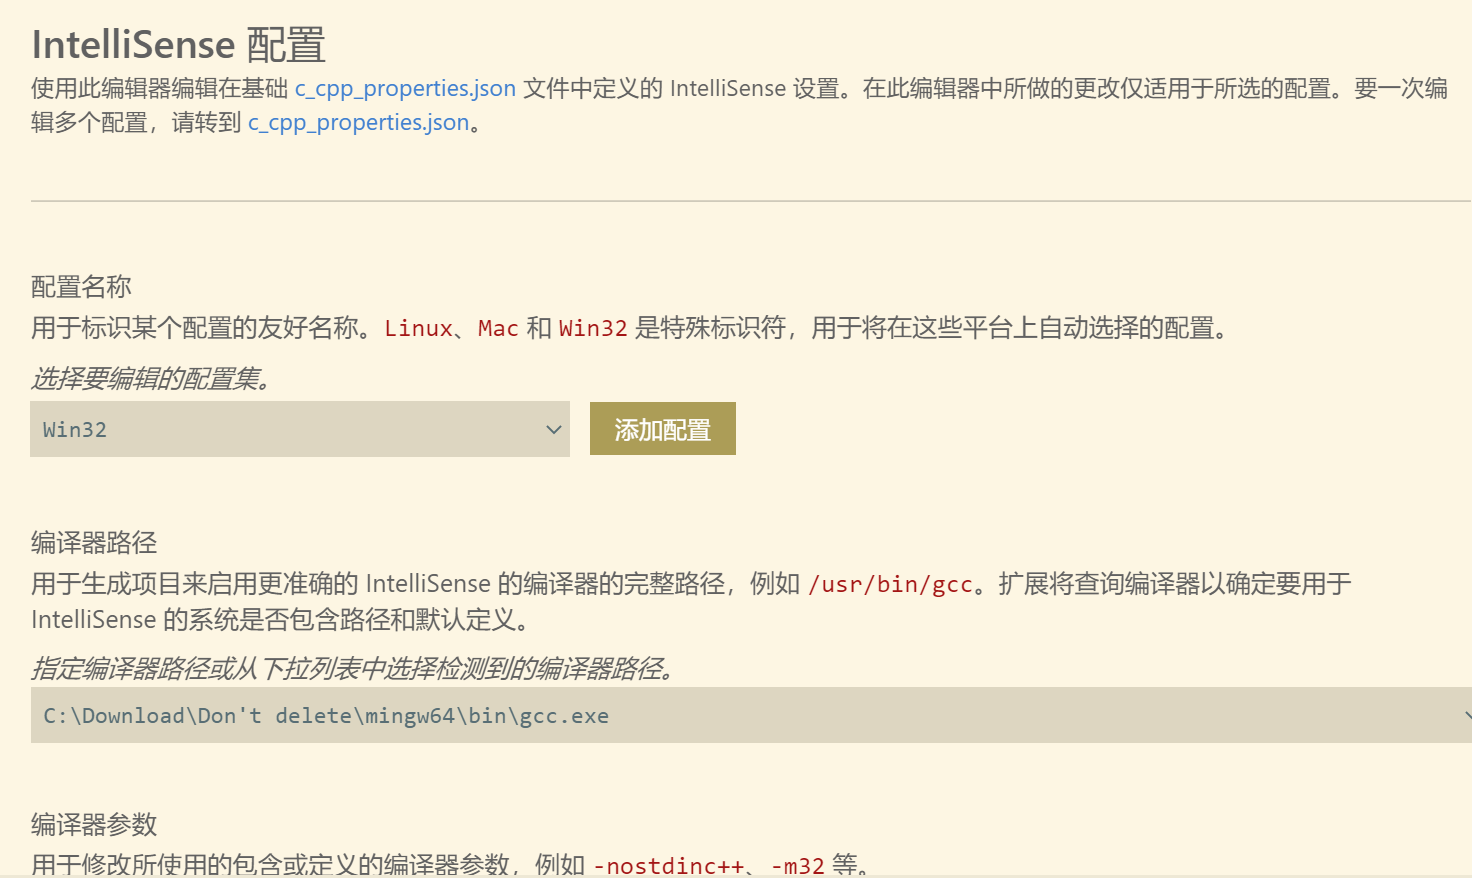 IntelliSense 配置
使用此编辑器编辑在基础 c_cpp_properties.json 文件中定义的 IntelliSense 设置。在此编辑器中所做的更改仅适用于所选的配置。要一次编
辑多个配置，请转到 c_cpp_properties.json。
配置名称
用于标识某个配置的友好名称。Linux、Mac 和 Win32 是特殊标识符，用于将在这些平台上自动选择的配置。
选择要编辑的配置集。
Win32
添加配置
编译器路径
用于生成项目来启用更准确的 IntelliSense 的编译器的完整路径，例如 /usr/bin/gcc。扩展将查询编译器以确定要用于
IntelliSense 的系统是否包含路径和默认定义。
指定编译器路径或从下拉列表中选择检测到的编译器路径。
C:\Download\Don't delete\mingw64\bin\gcc.exe
编译器参数
用于修改所使用的包含或定义的编译器参数，例如 -nostdinc++、-m32 等。